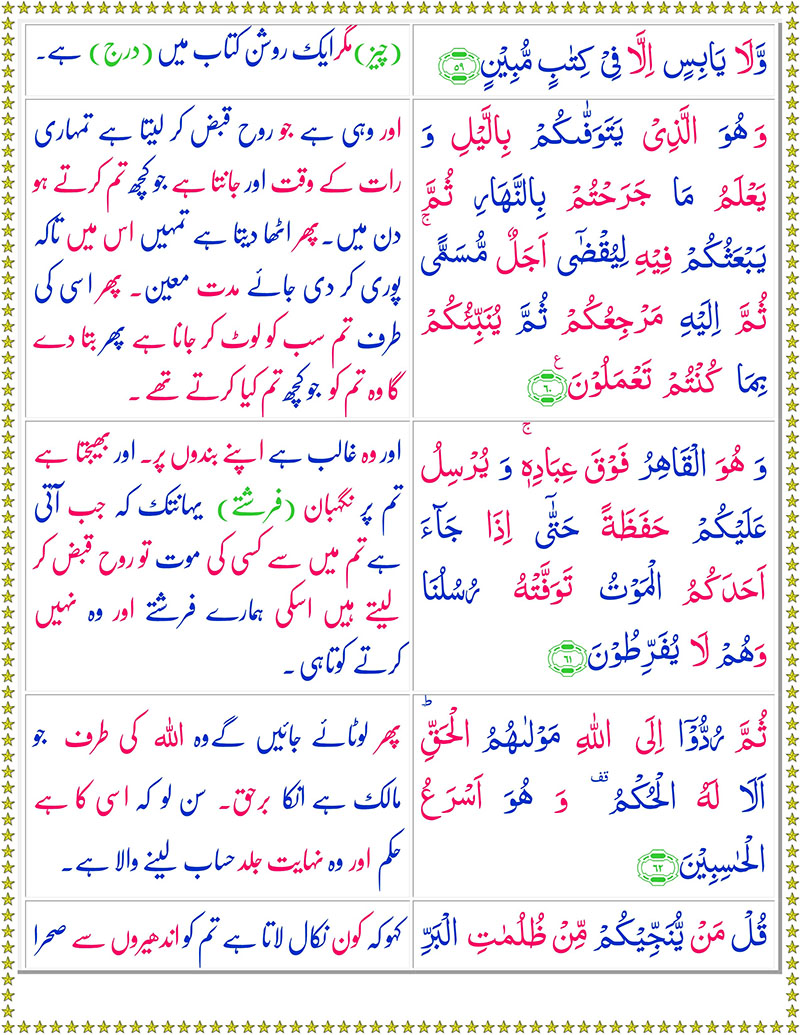 وَّلَا يَابِسٍ اِلَّا فِىْ كِتٰبٍ مُّبِيْنٍ ﴿۵۹﴾
(چیز) مگر ایک روشن کتاب میں (درج) ہے۔
وَ هُوَ الَّذِىْ يَتَوَفّٰٮكُمْ بِالَّيْلِ وَ
يَعْلَمُ مَا جَرَحْتُمْ بِالنَّهَارِ ثُمَّ
يَبْعَثُكُمْ فِيْهِ لِيُقْضٰٓى اَجَلٌ مُّسَمًّى ۚ
ثُمَّ اِلَيْهِ مَرْجِعُكُمْ ثُمَّ يُنَبِّئُكُمْ
بِمَا كُنْتُمْ تَعْمَلُوْنَ ﴿۶۰﴾ ع
اور وہی ہے جو روح قبض کر لیتا ہے تمہاری
رات کے وقت اور جانتا ہے جو کچھ تم کرتے ہو
دن میں۔ پھر اٹھا دیتا ہے تمہیں اس میں تاکہ
پوری کر دی جائے مدت معین۔ پھر اسی کی
طرف تم سب کو لوٹ کر جانا ہے پھر بتا دے
گا وہ تم کو جو کچھ تم کیا کرتے تھے۔
وَ هُوَ الْقَاهِرُ فَوْقَ عِبَادِهٖ ۚ وَ يُرْسِلُ
عَلَيْكُمْ حَفَظَةً حَتّٰٓى اِذَا جَآءَ
اَحَدَكُمُ الْمَوْتُ تَوَفَّتْهُ رُسُلُنَا
وَهُمْ لَا يُفَرِّطُوْنَ ﴿۶۱﴾
اور وہ غالب ہے اپنے بندوں پر۔ اور بھیجتا ہے
تم پر نگہبان (فرشتے) یہانتک کہ جب آتی
ہے تم میں سے کسی کی موت تو روح قبض کر
لیتے ہیں اسکی ہمارے فرشتے اور وہ نہیں
کرتے کوتاہی۔
ثُمَّ رُدُّوْۤا اِلَى اللّٰهِ مَوْلٰٮهُمُ الْحَقِّ ؕ
اَلَا لَهُ الْحُكْمُ ۟ وَ هُوَ اَسْرَعُ
الْحٰسِبِيْنَ ﴿۶۲﴾
پھر لوٹائے جائیں گے وہ اللہ کی طرف جو
مالک ہے انکا برحق۔ سن لو کہ اسی کا ہے
حکم اور وہ نہایت جلد حساب لینے والا ہے۔
قُلْ مَنْ يُّنَجِّيْكُمْ مِّنْ ظُلُمٰتِ الْبَرِّ
کہو کہ کون نکال لاتا ہے تم کو اندھیروں سے صحرا